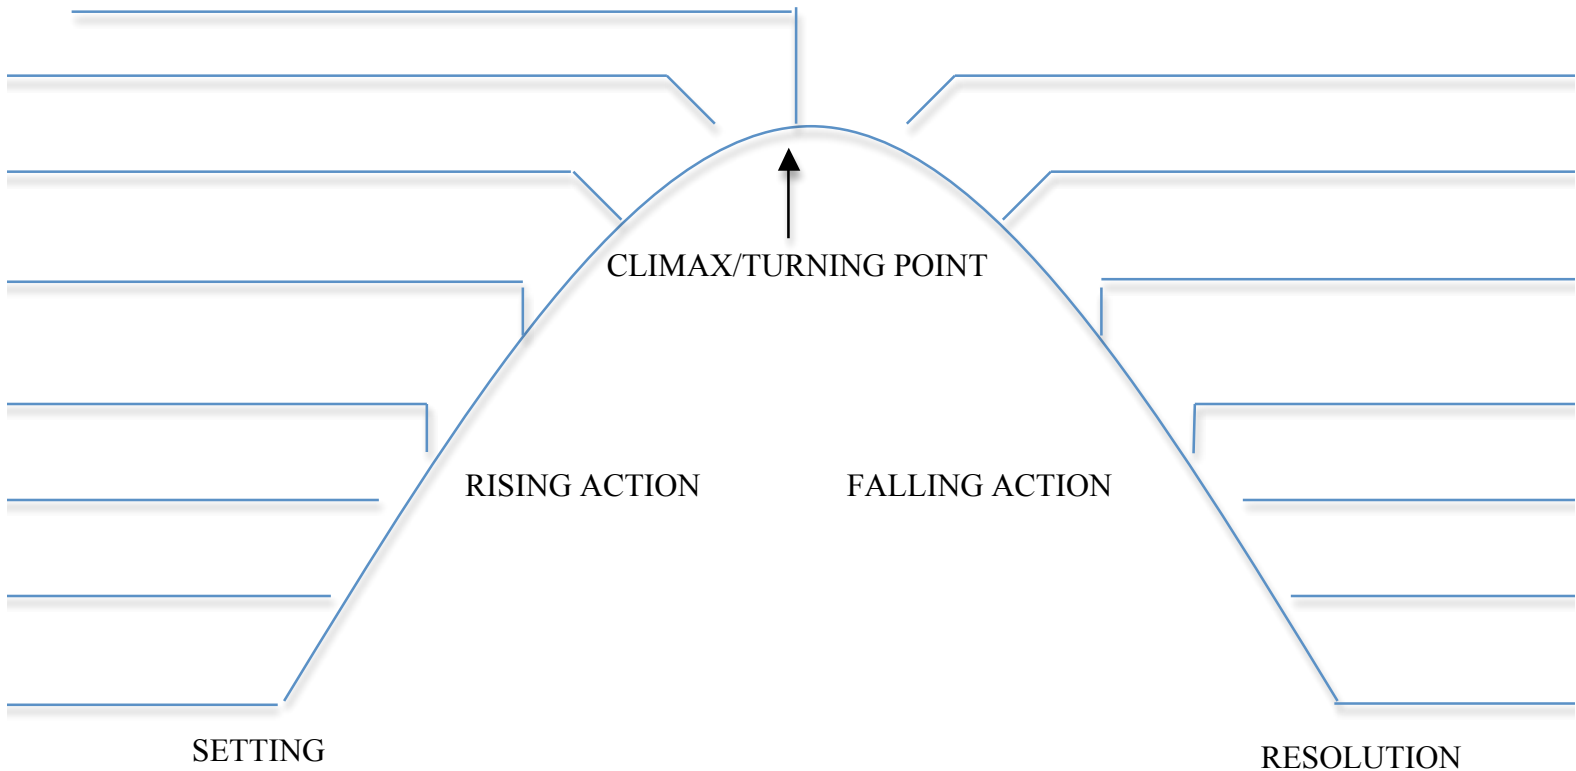 CLIMAX/TURNING POINT
RISING ACTION
FALLING ACTION
SETTING
RESOLUTION